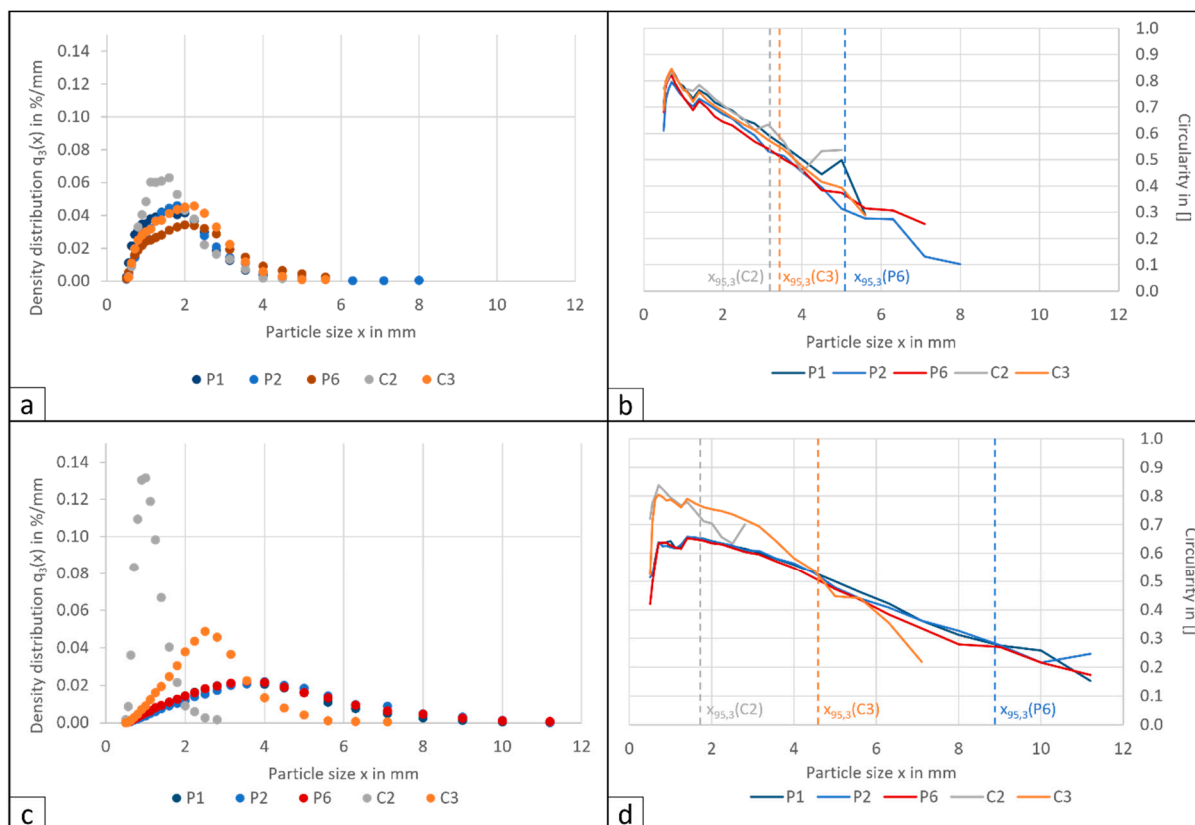 Density distribution q3(x) in %/mm
0.14
0.12
0.10
0.08
0.06
0.04
0.02
0.00
0 2 4 6 8 10 12
Particle size x in mm
P1 P2 P6 C2 C3
a
1.0
0.9
0.8
0.7
0.6
0.5
0.4
0.3
0.2
0.1
0.0
Circularity in []
x95,3(C2) x95,3(C3) x95,3(P6)
0 2 4 6 8 10 12
Particle size x in mm
P1 P2 P6 C2 C3
b
Density distribution q3(x) in %/mm
0.14
0.12
0.10
0.08
0.06
0.04
0.02
0.00
0 2 4 6 8 10 12
Particle size x in mm
P1 P2 P6 C2 C3
c
1.0
0.9
0.8
0.7
0.6
0.5
0.4
0.3
0.2
0.1
0.0
Circularity in []
x95,3(C2) x95,3(C3) x95,3(P6)
0 2 4 6 8 10 12
Particle size x in mm
P1 P2 P6 C2 C3
d